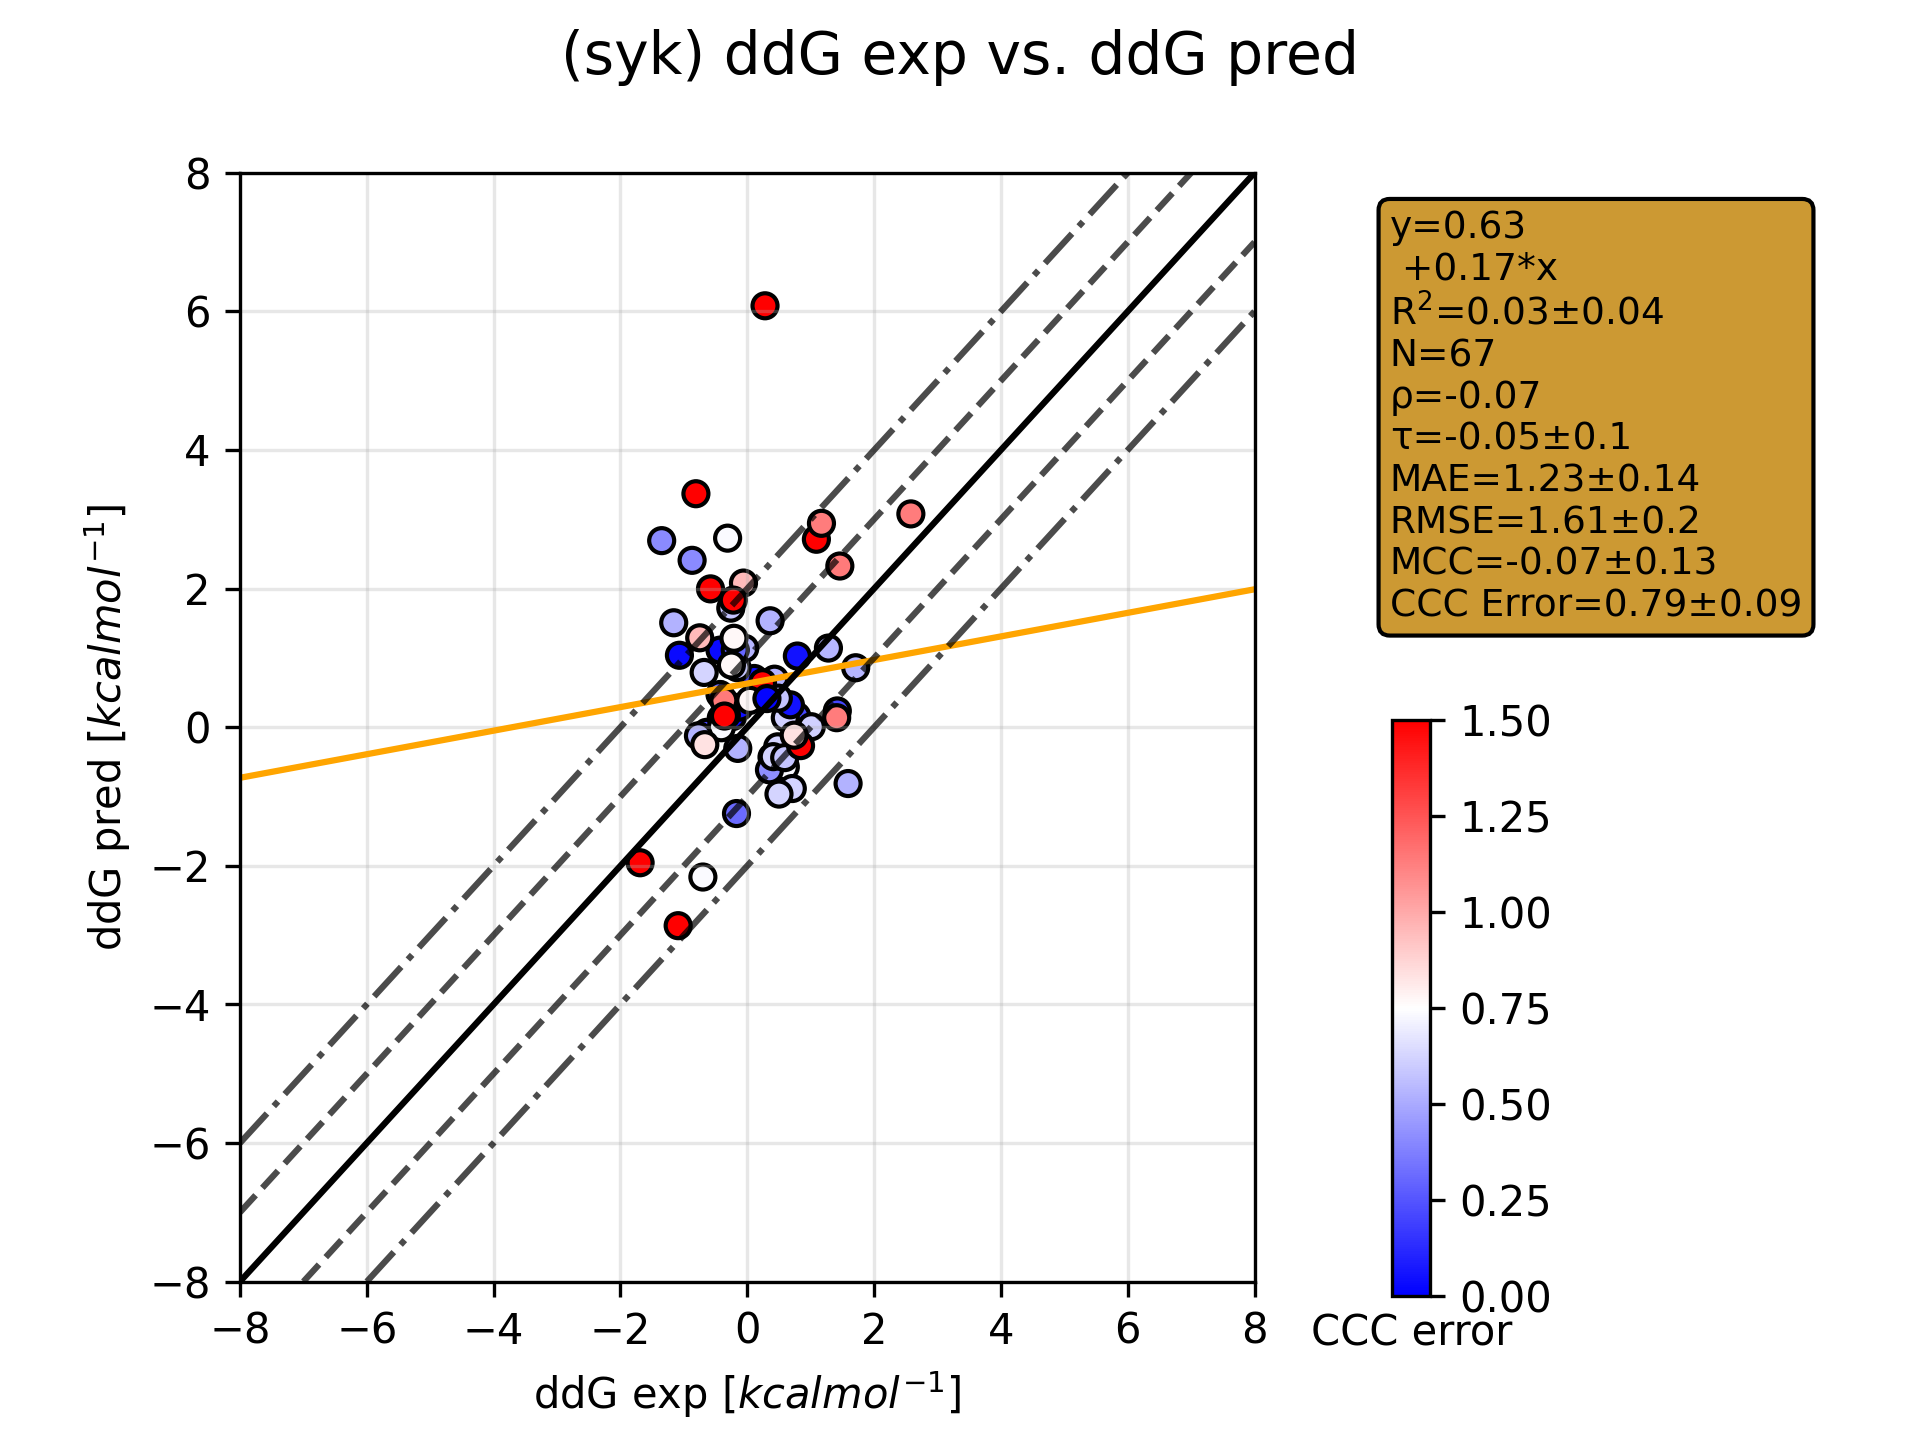 (syk) ddG exp vs. ddG pred
8
6
4
2
0
−2
−4
−6
−8
ddG pred [kcalmol⁻¹]
−8 −6 −4 −2 0 2 4 6 8
ddG exp [kcalmol⁻¹]
y=0.63
+0.17*x
R²=0.03±0.04
N=67
ρ=-0.07
τ=-0.05±0.1
MAE=1.23±0.14
RMSE=1.61±0.2
MCC=-0.07±0.13
CCC Error=0.79±0.09
1.50
1.25
1.00
0.75
0.50
0.25
0.00
CCC error